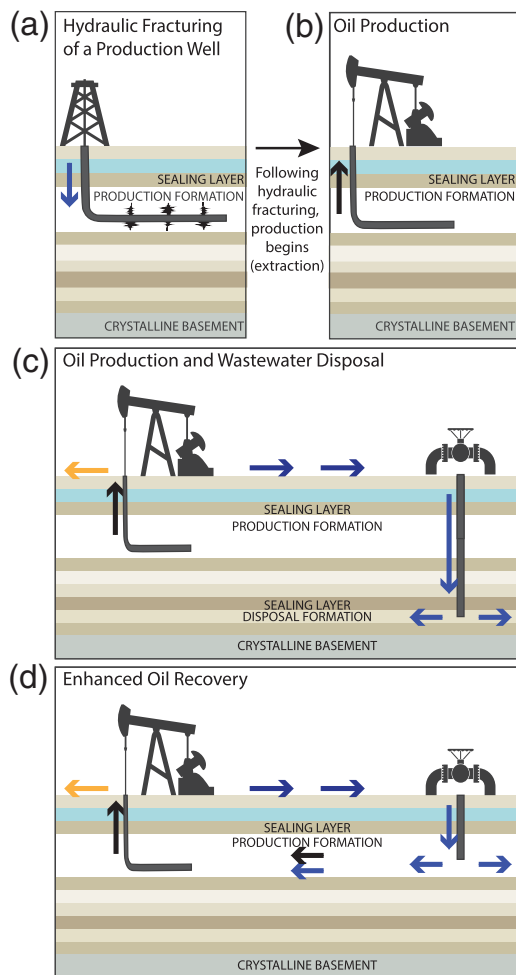 (a)
Hydraulic Fracturing
of a Production Well
SEALING LAYER
PRODUCTION FORMATION
CRYSTALLINE BASEMENT
Following
hydraulic
fracturing,
production
begins
(extraction)
(b)
Oil Production
SEALING LAYER
PRODUCTION FORMATION
CRYSTALLINE BASEMENT
(c)
Oil Production and Wastewater Disposal
SEALING LAYER
PRODUCTION FORMATION
SEALING LAYER
DISPOSAL FORMATION
CRYSTALLINE BASEMENT
(d)
Enhanced Oil Recovery
SEALING LAYER
PRODUCTION FORMATION
CRYSTALLINE BASEMENT